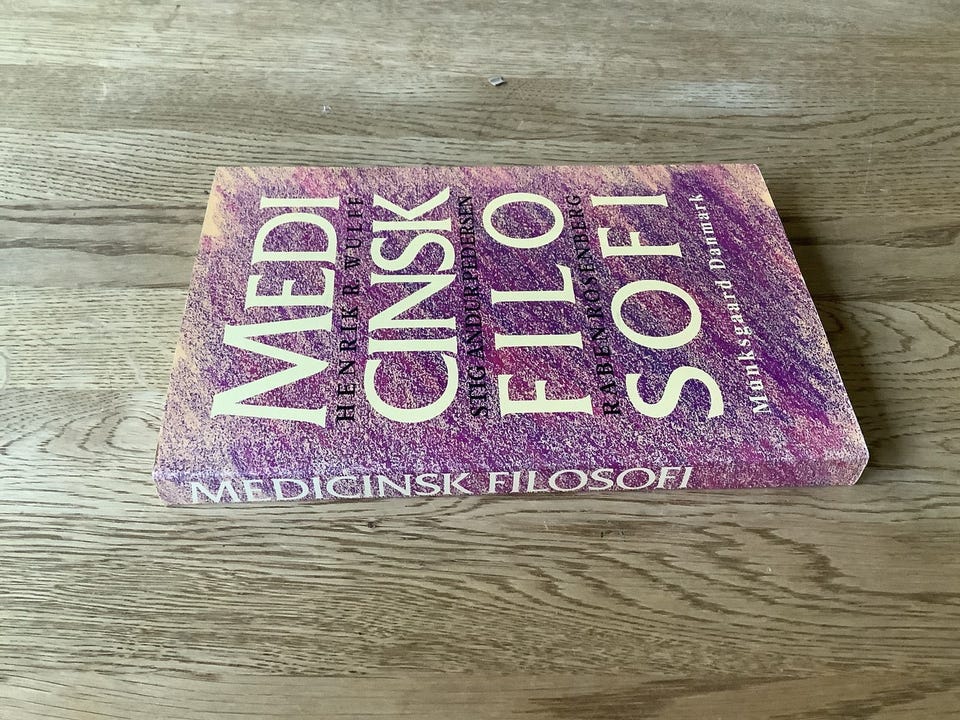 MEDI
HENRIK R WULFF
CINSK
STIG ANDUR PEDERSEN
FILO
RABEN ROSENBERG
SOFI
Munksgaard Danmark
MEDICINSK FILOSOFI